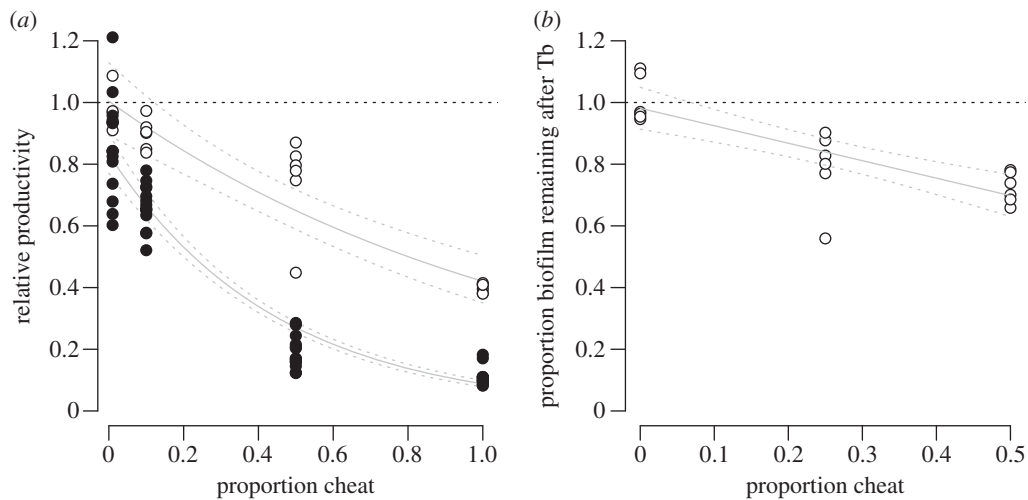 (a)
1.2
1.0
0.8
0.6
0.4
0.2
0
relative productivity
0 0.2 0.4 0.6 0.8 1.0
proportion cheat
(b)
1.2
1.0
0.8
0.6
0.4
0.2
0
proportion biofilm remaining after Tb
0 0.1 0.2 0.3 0.4 0.5
proportion cheat